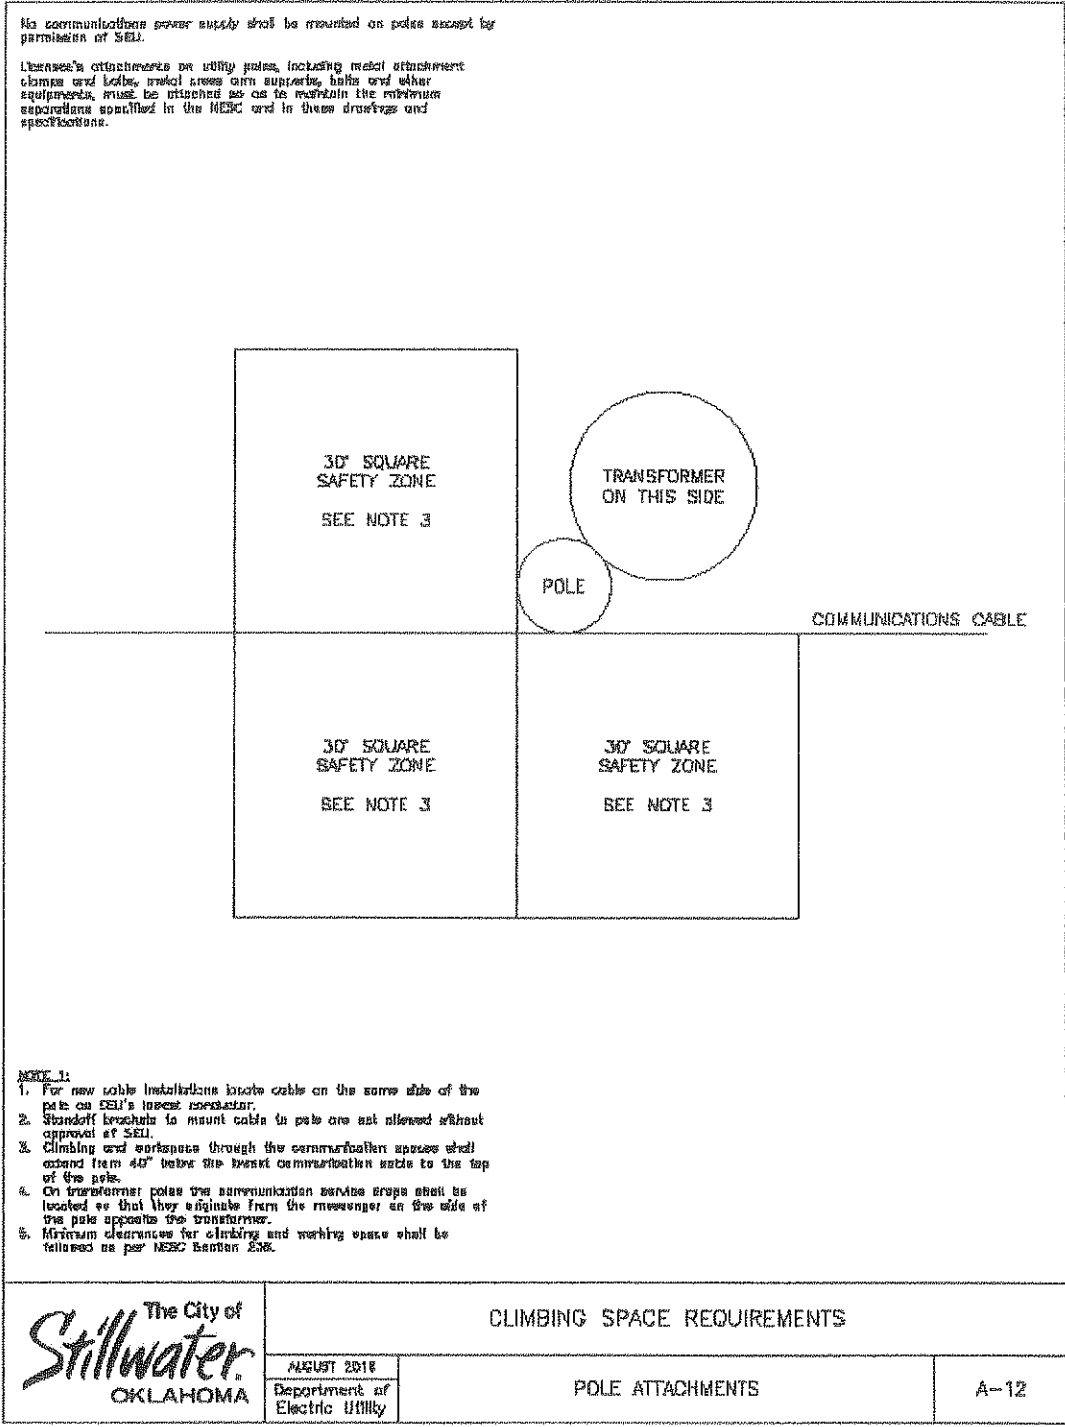 No communications power supply shall be mounted on poles except by
permission of SEU.
Licensee's attachments on utility poles, including metal attachment
clamps and bolts, metal cross arm supports, bolts and other
equipments, must be attached so as to maintain the minimum
separations specified in the NESC and in these drawings and
specifications.
30" SQUARE
SAFETY ZONE
SEE NOTE 3
TRANSFORMER
ON THIS SIDE
POLE
COMMUNICATIONS CABLE
30" SQUARE
SAFETY ZONE
SEE NOTE 3
30" SQUARE
SAFETY ZONE
SEE NOTE 3
NOTE 1:
1. For new cable installations locate cable on the same side of the
pole as SEU's lowest conductor.
2. Standoff brackets to mount cable to pole are not allowed without
approval of SEU.
3. Climbing and workspace through the communication spaces shall
extend from 40" below the lowest communication cable to the top
of the pole.
4. On transformer poles the communication service drops shall be
located so that they originate from the messenger on the side of
the pole opposite the transformer.
5. Minimum clearances for climbing and working space shall be
followed as per NESC Section
The City of
Stillwater
OKLAHOMA
CLIMBING SPACE REQUIREMENTS
AUGUST
Department of
Electric Utility
POLE ATTACHMENTS
A-12